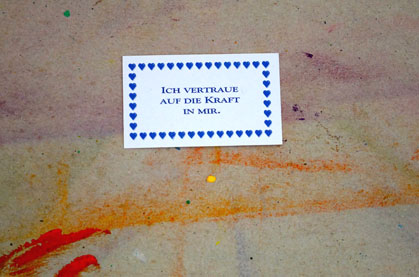 Ich vertraue
auf die Kraft
in mir.